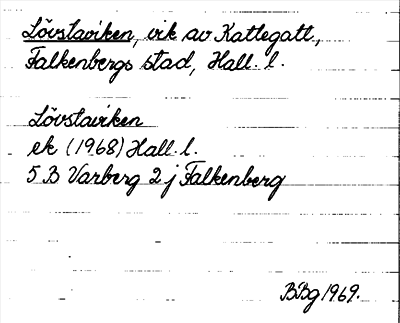 Lövstaviken, vik av Kattegatt,
Falkenbergs stad, Hall. l.
Lövstaviken
ek (1968) Hall. l.
5 B Varberg 2 j Falkenberg
BBg 1969.